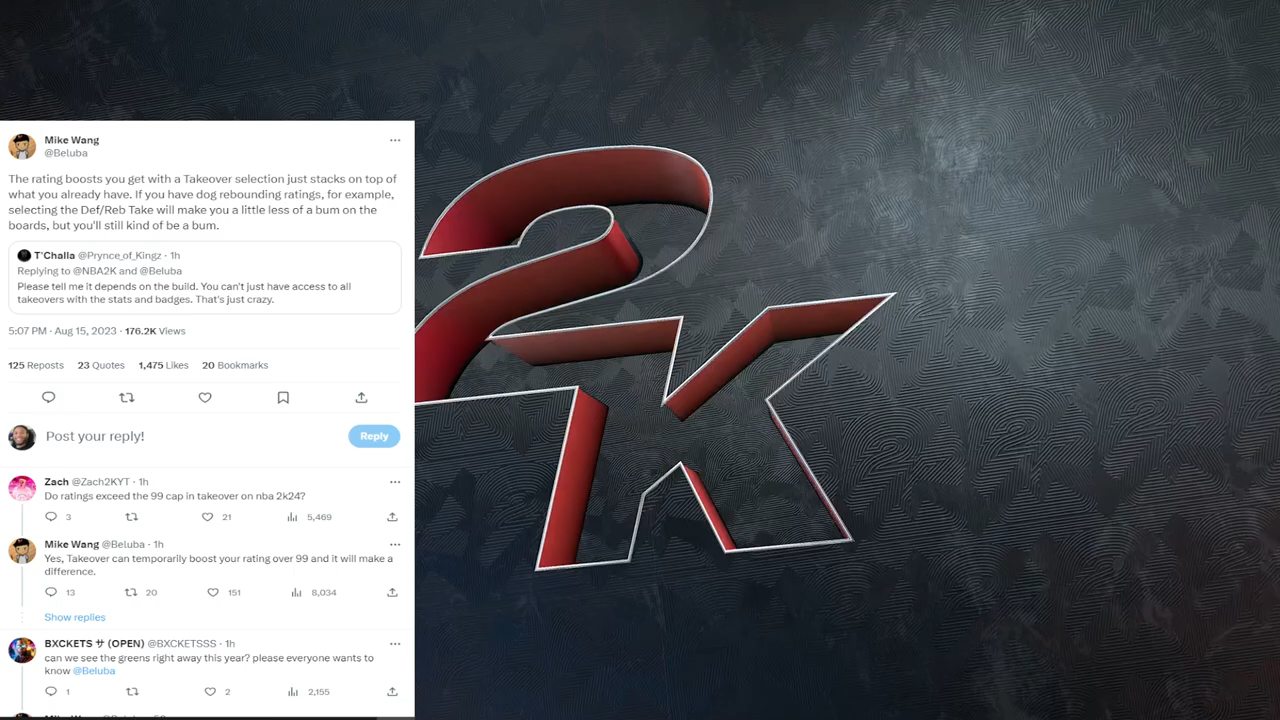 Mike Wang
@Beluba
The rating boosts you get with a Takeover selection just stacks on top of
what you already have. If you have dog rebounding ratings, for example,
selecting the Def/Reb Take will make you a little less of a bum on the
boards, but you'll still kind of be a bum.
T'Challa @Prynce_of_Kingz · 1h
Replying to @NBA2K and @Beluba
Please tell me it depends on the build. You can't just have access to all
takeovers with the stats and badges. That's just crazy.
5:07 PM · Aug 15, 2023 · 176.2K Views
125 Reposts 23 Quotes 1,475 Likes 20 Bookmarks
Post your reply!
Reply
Zach @Zach2KYT · 1h
Do ratings exceed the 99 cap in takeover on nba 2k24?
3 21 5,469
Mike Wang @Beluba · 1h
Yes, Takeover can temporarily boost your rating over 99 and it will make a
difference.
13 20 151 8,034
Show replies
BXCKETS サ (OPEN) @BXCKETSSS · 1h
can we see the greens right away this year? please everyone wants to
know @Beluba
1 2 2,155
2K